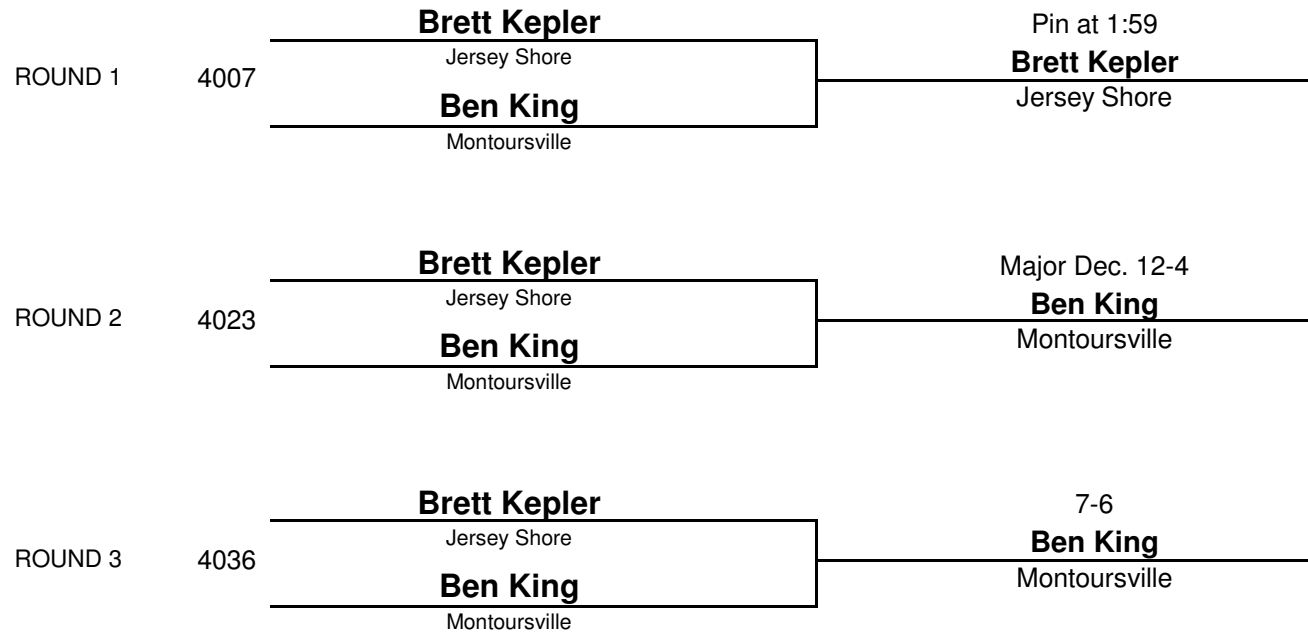 Brett Kepler
Jersey Shore
ROUND 1
4007
Ben King
Montoursville
Pin at 1:59
Brett Kepler
Jersey Shore
Brett Kepler
Jersey Shore
ROUND 2
4023
Ben King
Montoursville
Major Dec. 12-4
Ben King
Montoursville
Brett Kepler
Jersey Shore
ROUND 3
4036
Ben King
Montoursville
7-6
Ben King
Montoursville